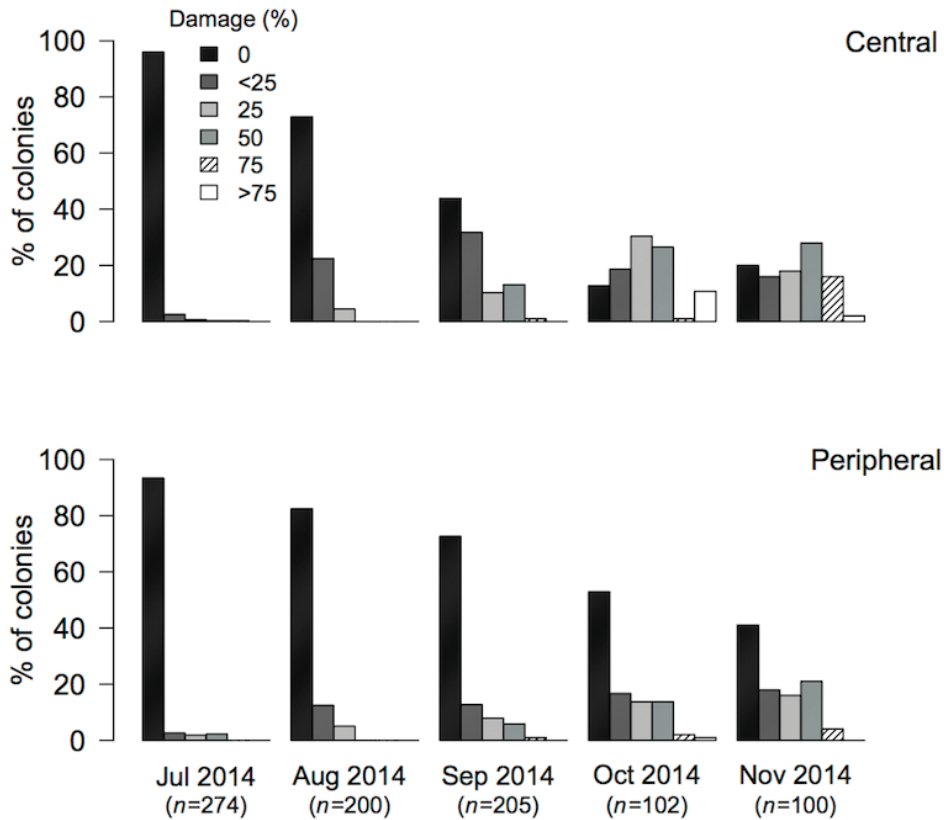 Damage (%)
0
<25
25
50
75
>75
Central
% of colonies
100
80
60
40
20
0
Peripheral
% of colonies
100
80
60
40
20
0
Jul 2014
Aug 2014
Sep 2014
Oct 2014
Nov 2014
(n=274)
(n=200)
(n=205)
(n=102)
(n=100)